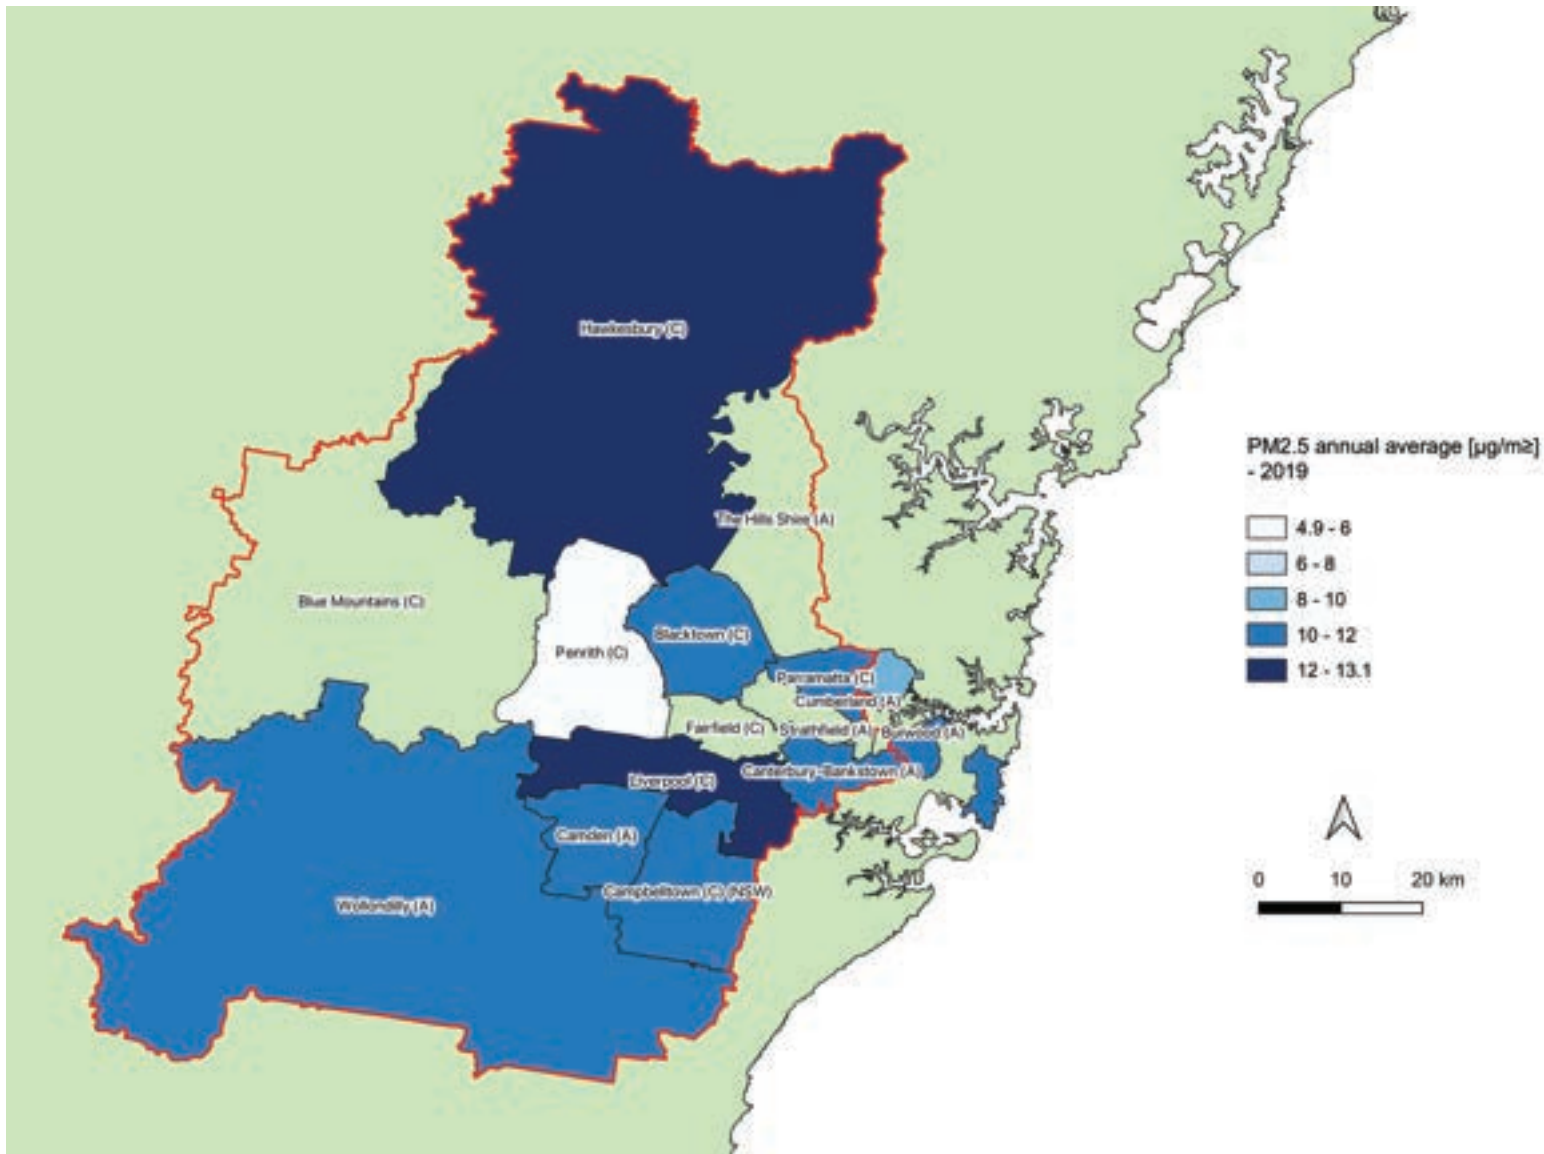 Hawkesbury (C)
PM2.5 annual average [µg/m≥]
- 2019
The Hills Shire (A)
4.9 - 6
6 - 8
8 - 10
10 - 12
12 - 13.1
Blue Mountains (C)
Blacktown (C)
Penrith (C)
Parramatta (C)
Cumberland (A)
Fairfield (C)
Strathfield (A)
Burwood (A)
Canterbury-Bankstown (A)
Liverpool (C)
Camden (A)
Campbelltown (C) (NSW)
Wollondilly (A)
0 10 20 km